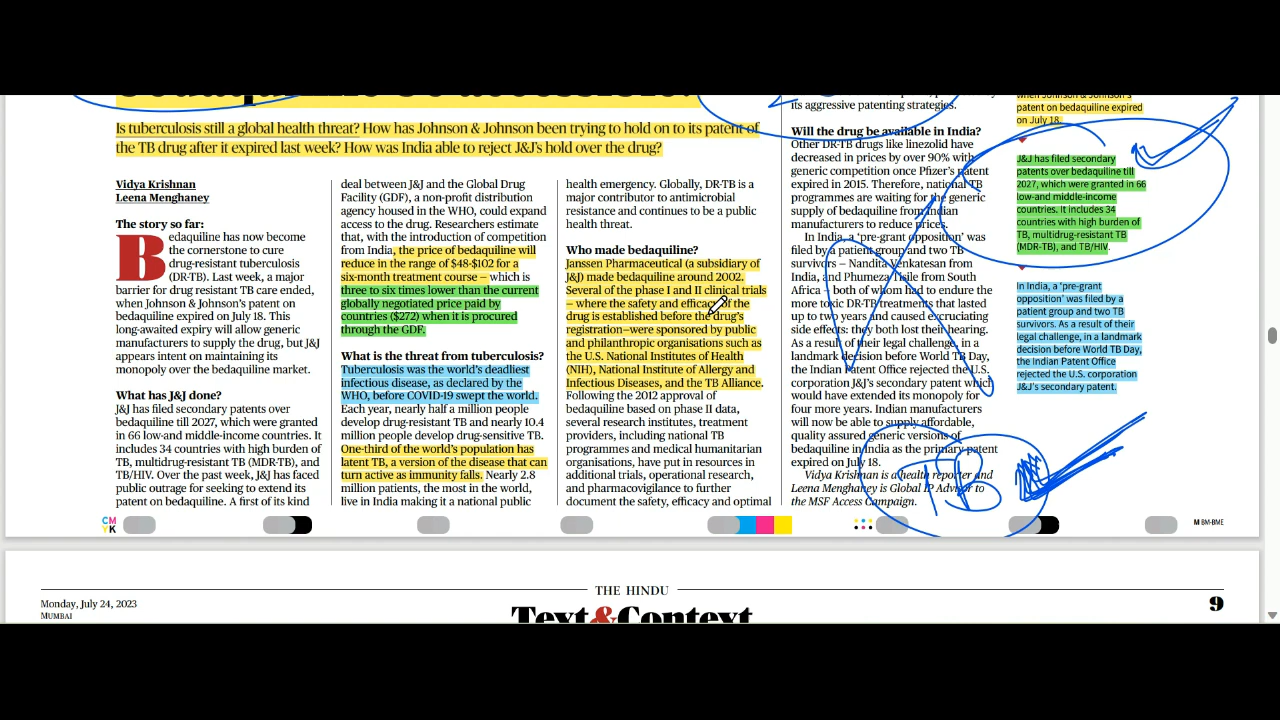 Is tuberculosis still a global health threat? How has Johnson & Johnson been trying to hold on to its patent of
the TB drug after it expired last week? How was India able to reject J&J's hold over the drug?
Vidya Krishnan
Leena Menghaney
The story so far:
Bedaquiline has now become
the cornerstone to cure
drug-resistant tuberculosis
(DR-TB). Last week, a major
barrier for drug resistant TB care ended,
when Johnson & Johnson's patent on
bedaquiline expired on July 18. This
long-awaited expiry will allow generic
manufacturers to supply the drug, but J&J
appears intent on maintaining its
monopoly over the bedaquiline market.
What has J&J done?
J&J has filed secondary patents over
bedaquiline till 2027, which were granted
in 66 low-and middle-income countries. It
includes 34 countries with high burden of
TB, multidrug-resistant TB (MDR-TB), and
TB/HIV. Over the past week, J&J has faced
public outrage for seeking to extend its
patent on bedaquiline. A first of its kind
deal between J&J and the Global Drug
Facility (GDF), a non-profit distribution
agency housed in the WHO, could expand
access to the drug. Researchers estimate
that, with the introduction of competition
from India, the price of bedaquiline will
reduce in the range of $48-$102 for a
six-month treatment course – which is
three to six times lower than the current
globally negotiated price paid by
countries ($272) when it is procured
through the GDF.
What is the threat from tuberculosis?
Tuberculosis was the world's deadliest
infectious disease, as declared by the
WHO, before COVID-19 swept the world.
Each year, nearly half a million people
develop drug-resistant TB and nearly 10.4
million people develop drug-sensitive TB.
One-third of the world's population has
latent TB, a version of the disease that can
turn active as immunity falls. Nearly 2.8
million patients, the most in the world,
live in India making it a national public
health emergency. Globally, DR-TB is a
major contributor to antimicrobial
resistance and continues to be a public
health threat.
Who made bedaquiline?
Janssen Pharmaceutical (a subsidiary of
J&J) made bedaquiline around 2002.
Several of the phase I and II clinical trials
– where the safety and efficacy of the
drug is established before the drug's
registration–were sponsored by public
and philanthropic organisations such as
the U.S. National Institutes of Health
(NIH), National Institute of Allergy and
Infectious Diseases, and the TB Alliance.
Following the 2012 approval of
bedaquiline based on phase II data,
several research institutes, treatment
providers, including national TB
programmes and medical humanitarian
organisations, have put in resources in
additional trials, operational research,
and pharmacovigilance to further
document the safety, efficacy and optimal
its aggressive patenting strategies.
Will the drug be available in India?
Other DR-TB drugs like linezolid have
decreased in prices by over 90% with
generic competition once Pfizer's patent
expired in 2015. Therefore, national TB
programmes are waiting for the generic
supply of bedaquiline from Indian
manufacturers to reduce prices.
In India, a 'pre-grant opposition' was
filed by a patient group and two TB
survivors – Nandita Venkatesan from
India, and Phumeza Tisile from South
Africa – both of whom had to endure the
more toxic DR-TB treatments that lasted
up to two years and caused excruciating
side effects: they both lost their hearing.
As a result of their legal challenge, in a
landmark decision before World TB Day,
the Indian Patent Office rejected the U.S.
corporation J&J's secondary patent which
would have extended its monopoly for
four more years. Indian manufacturers
will now be able to supply affordable,
quality assured generic versions of
bedaquiline in India as the primary patent
expired on July 18.
Vidya Krishnan is a health reporter and
Leena Menghaney is Global IP Advisor to
the MSF Access Campaign.
when Johnson & Johnson's
patent on bedaquiline expired
on July 18.
J&J has filed secondary
patents over bedaquiline till
2027, which were granted in 66
low-and middle-income
countries. It includes 34
countries with high burden of
TB, multidrug-resistant TB
(MDR-TB), and TB/HIV.
In India, a 'pre-grant
opposition' was filed by a
patient group and two TB
survivors. As a result of their
legal challenge, in a landmark
decision before World TB Day,
the Indian Patent Office
rejected the U.S. corporation
J&J's secondary patent.
TB
CM
YK
M BM-BME
THE HINDU
Monday, July 24, 2023
MUMBAI
9
Text&Context